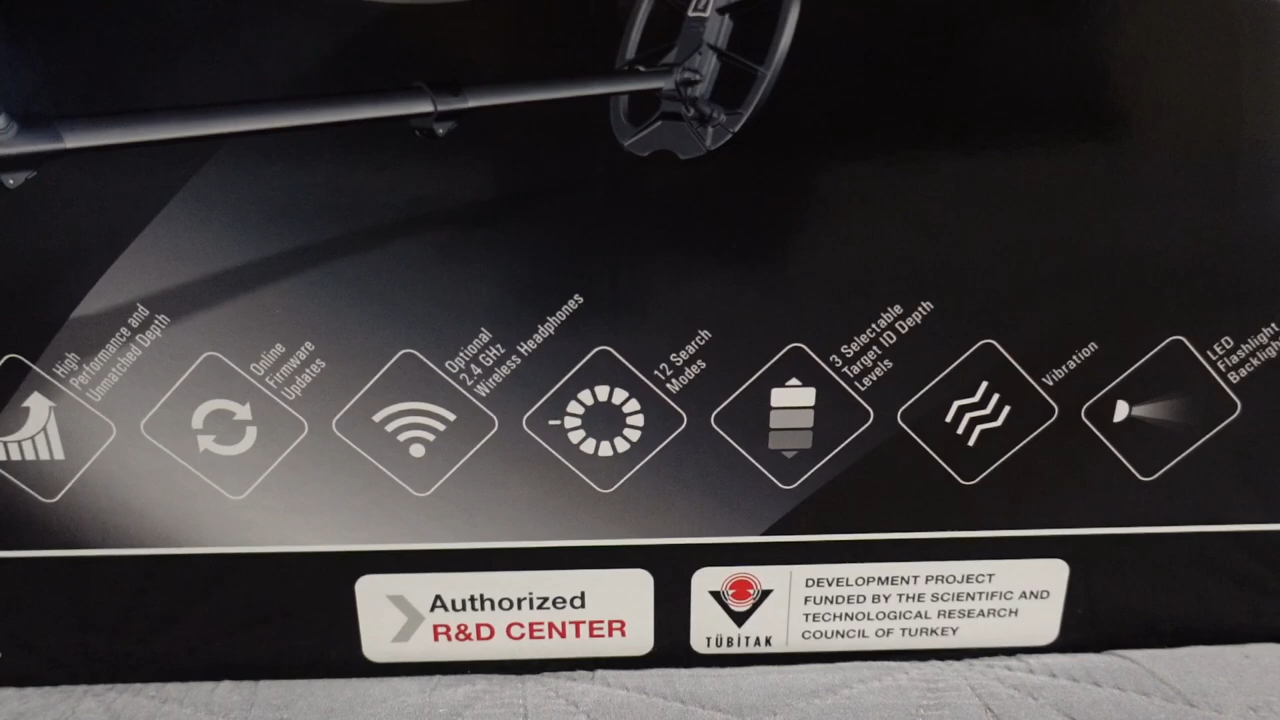 High
Performance and
Unmatched Depth
Online
Firmware
Updates
Optional
2.4 GHz
Wireless Headphones
12 Search
Modes
3 Selectable
Target ID Depth
Levels
Vibration
LED
Flashlight
Backlight
Authorized
R&D CENTER
TÜBİTAK
DEVELOPMENT PROJECT
FUNDED BY THE SCIENTIFIC AND
TECHNOLOGICAL RESEARCH
COUNCIL OF TURKEY